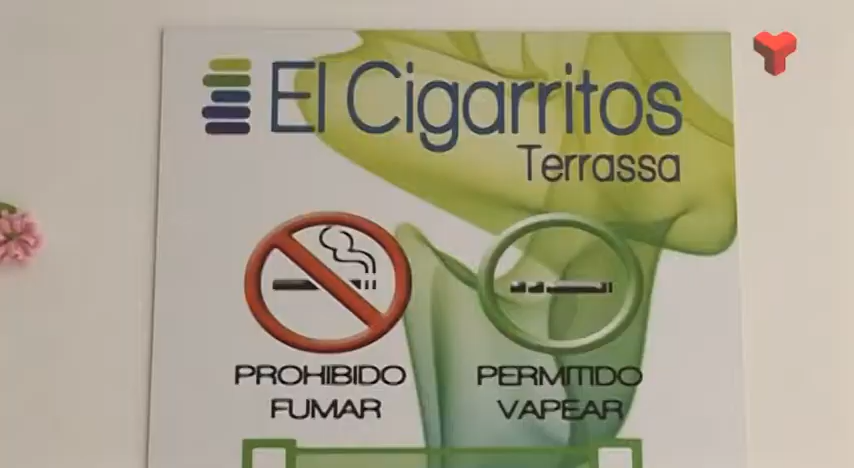 El Cigarritos
Terrassa
PROHIBIDO
FUMAR
PERMITIDO
VAPEAR